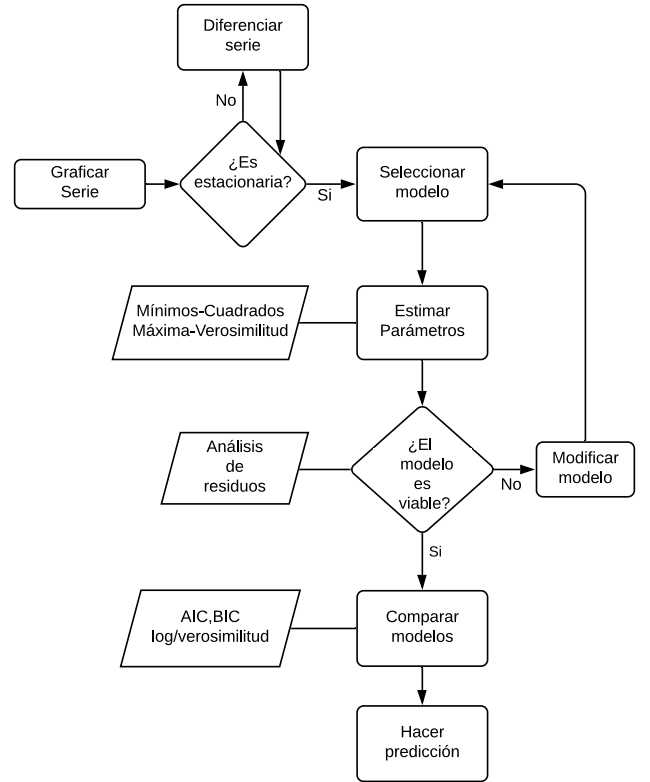 Diferenciar
serie
No
¿Es
estacionaria?
Graficar
Serie
Si
Seleccionar
modelo
Mínimos-Cuadrados
Máxima-Verosimilitud
Estimar
Parámetros
Análisis
de
residuos
¿El
modelo
es
viable?
No
Modificar
modelo
Si
AIC,BIC
log/verosimilitud
Comparar
modelos
Hacer
predicción